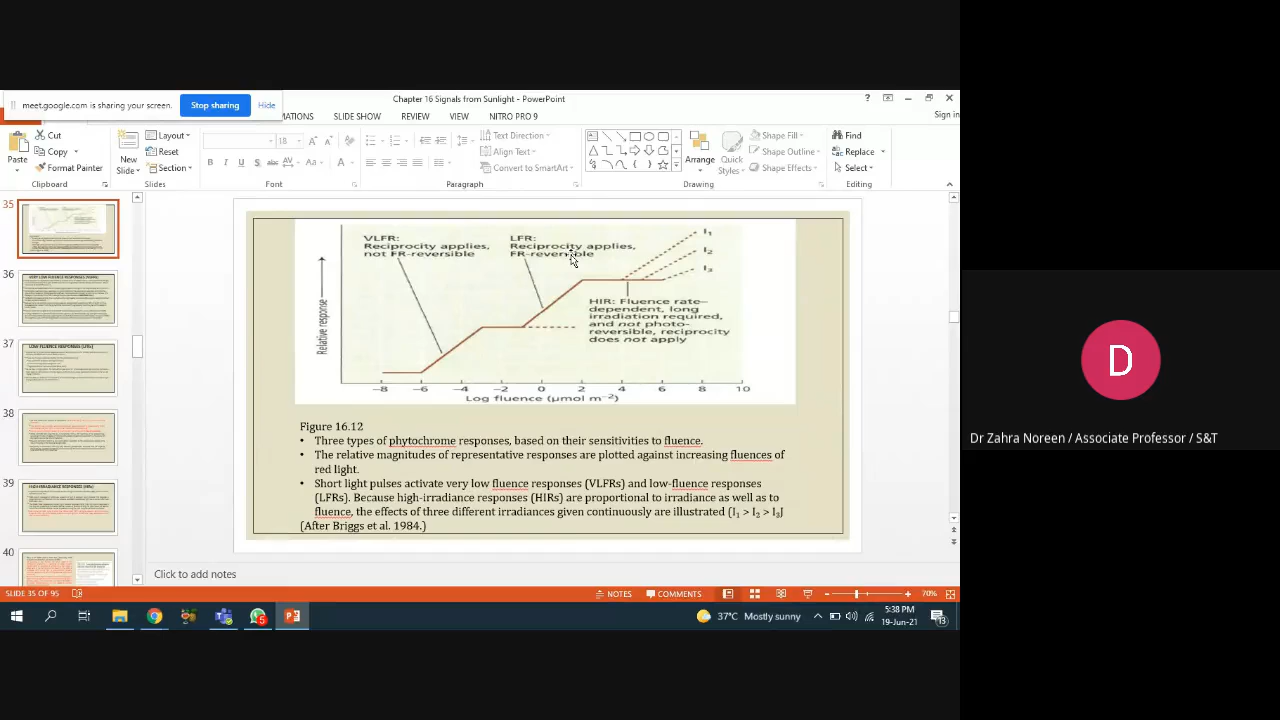 meet.google.com is sharing your screen.
Stop sharing
Hide
Chapter 16 Signals from Sunlight - PowerPoint
?
Sign in
MATIONS
SLIDE SHOW
REVIEW
VIEW
NITRO PRO 9
Paste
Cut
Copy
Format Painter
Clipboard
New
Slide
Layout
Reset
Section
Slides
18
B I U S abc AV Aa A
Font
Text Direction
Align Text
Convert to SmartArt
Paragraph
Arrange
Quick
Styles
Shape Fill
Shape Outline
Shape Effects
Drawing
Find
Replace
Select
Editing
35
36
37
38
39
40
VLFR:
Reciprocity applies,
not FR-reversible
LFR:
Reciprocity applies,
FR-reversible
I1
I2
I3
HIR: Fluence rate–
dependent, long
irradiation required,
and not photo-
reversible, reciprocity
does not apply
Relative response
−8 −6 −4 −2 0 2 4 6 8 10
Log fluence (μmol m−2)
Figure 16.12
• Three types of phytochrome responses, based on their sensitivities to fluence.
• The relative magnitudes of representative responses are plotted against increasing fluences of
red light.
• Short light pulses activate very low fluence responses (VLFRs) and low-fluence responses
(LFRs). Because high-irradiance responses (HIRs) are proportional to irradiance as well as to
fluence, the effects of three different irradiances given continuously are illustrated (I1 > I2 > I3)
(After Briggs et al. 1984.)
Click to add notes
SLIDE 35 OF 95
NOTES
COMMENTS
70%
5
37°C Mostly sunny
5:38 PM
19-Jun-21
13
D
Dr Zahra Noreen / Associate Professor / S&T